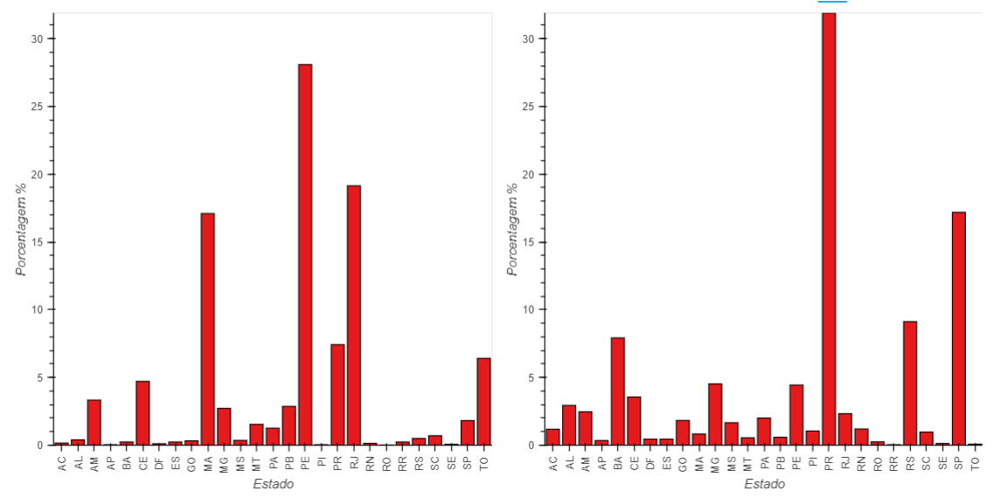 Porcentagem %
30
25
20
15
10
5
0
AC AL AM AP BA CE DF ES GO MA MG MS MT PA PB PE PI PR RJ RN RO RR RS SC SE SP TO
Estado
Porcentagem %
30
25
20
15
10
5
0
AC AL AM AP BA CE DF ES GO MA MG MS MT PA PB PE PI PR RJ RN RO RR RS SC SE SP TO
Estado